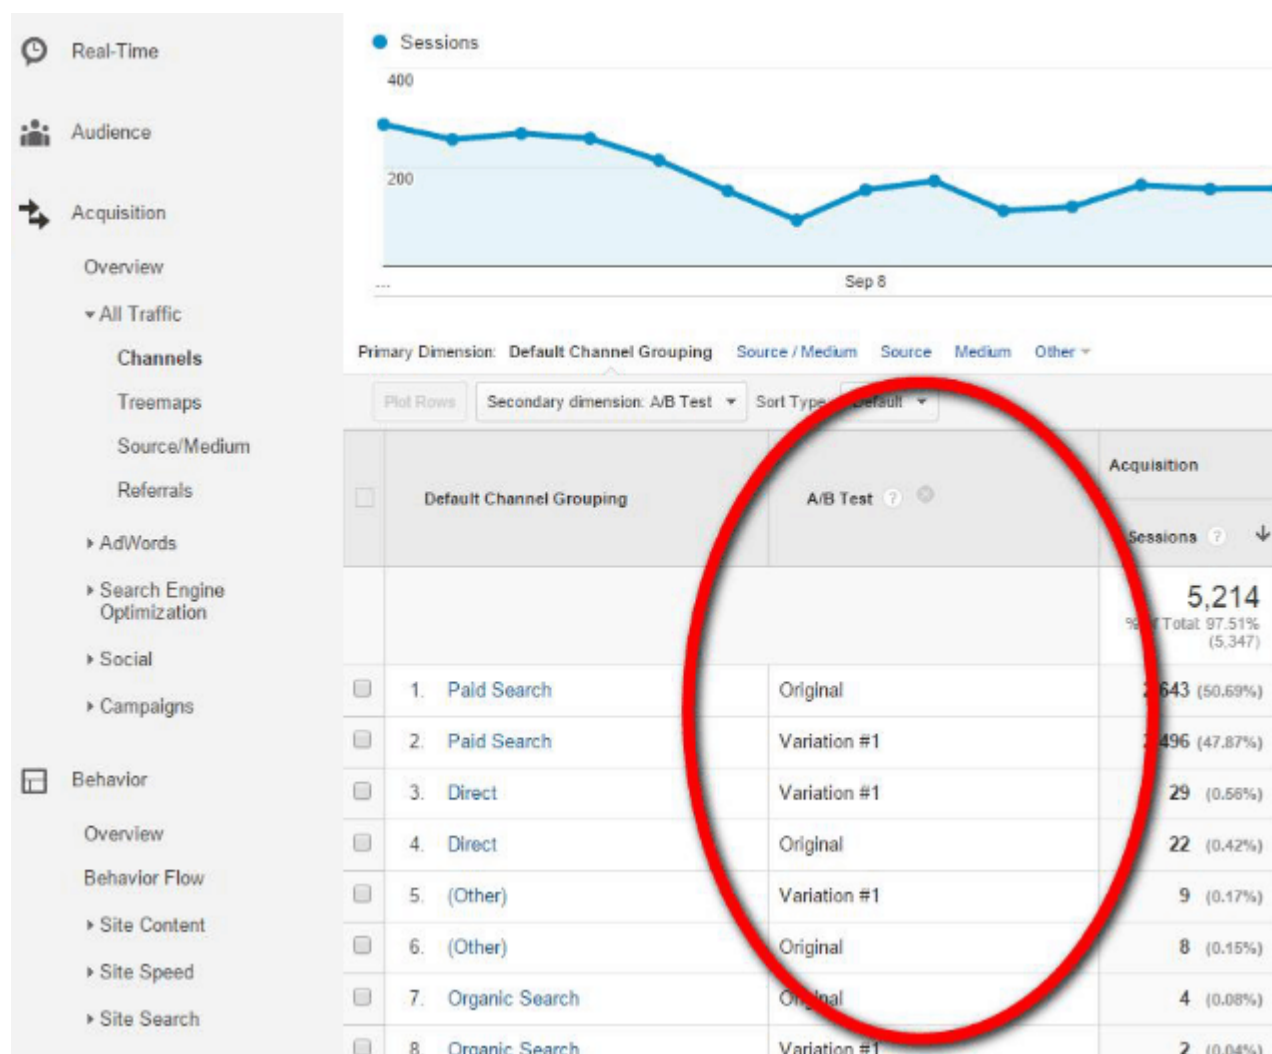 Real-Time
Audience
Acquisition
Overview
All Traffic
Channels
Treemaps
Source/Medium
Referrals
AdWords
Search Engine
Optimization
Social
Campaigns
Behavior
Overview
Behavior Flow
Site Content
Site Speed
Site Search
Sessions
400
200
...
Sep 8
Primary Dimension: Default Channel Grouping Source / Medium Source Medium Other
Plot Rows Secondary dimension: A/B Test Sort Type Default
Default Channel Grouping A/B Test ? Acquisition
Sessions ?
5,214
% of Total: 97.51%
(5,347)
1. Paid Search Original 2,643 (50.69%)
2. Paid Search Variation #1 2,496 (47.87%)
3. Direct Variation #1 29 (0.56%)
4. Direct Original 22 (0.42%)
5. (Other) Variation #1 9 (0.17%)
6. (Other) Original 8 (0.15%)
7. Organic Search Original 4 (0.08%)
8. Organic Search Variation #1 2 (0.04%)